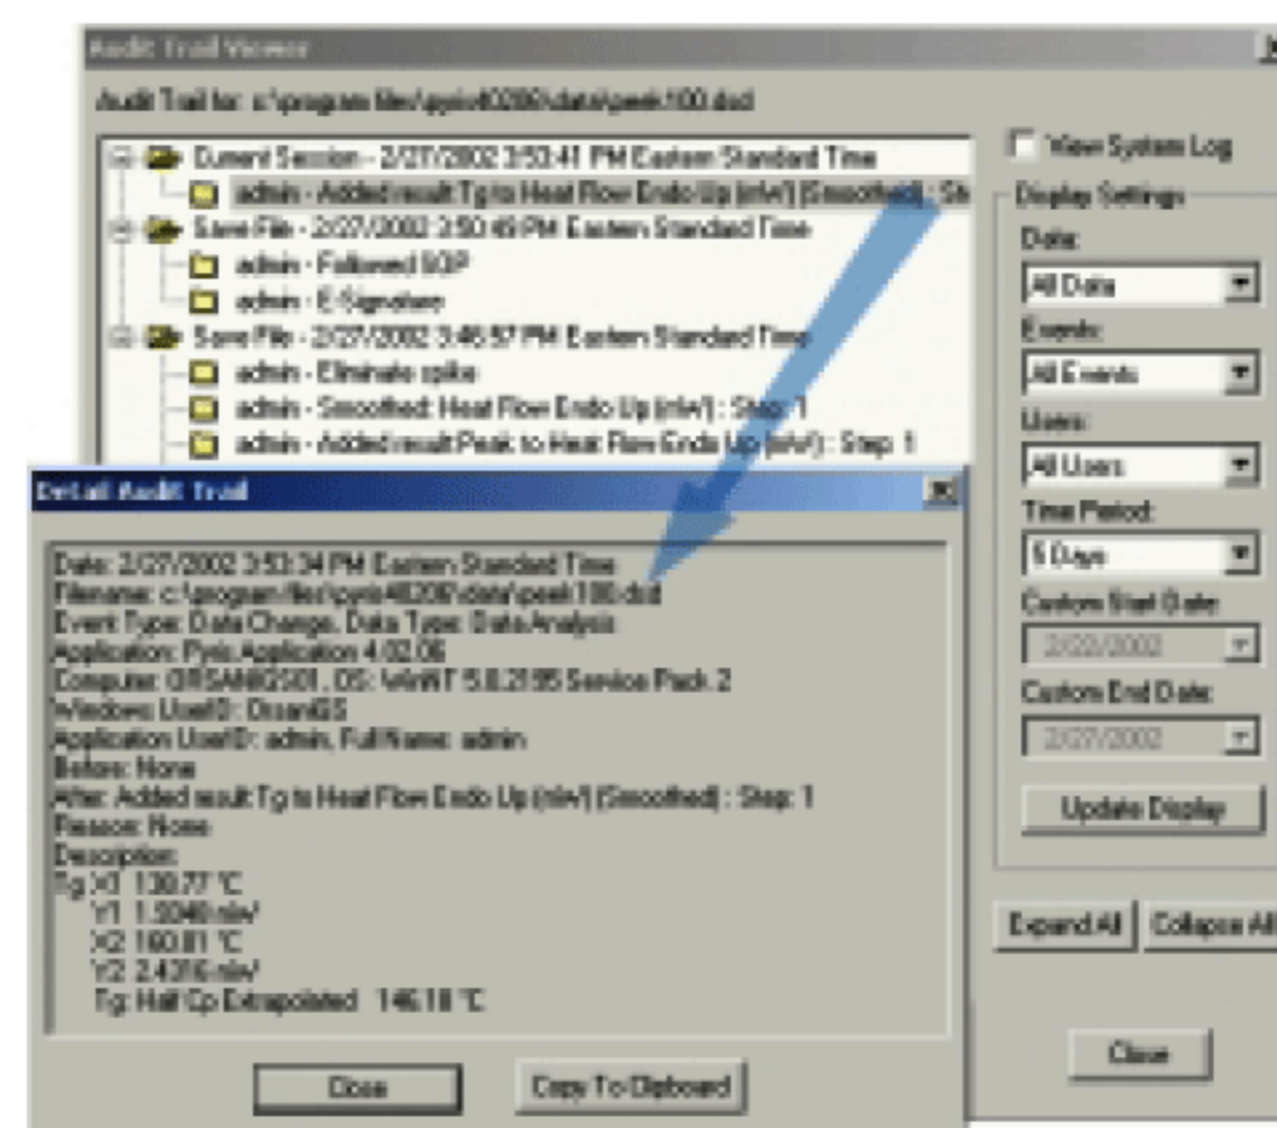 Audit Trail Viewer
Audit Trail for: c:\program files\pyris40206\data\peek100.dsd
Current Session - 2/27/2002 3:53:41 PM Eastern Standard Time
admin - Added result Tg to Heat Flow Endo Up (mW) (Smoothed) : Ste
Save File - 2/27/2002 3:50:49 PM Eastern Standard Time
admin - Followed SOP
admin - E-Signature
Save File - 2/27/2002 3:46:57 PM Eastern Standard Time
admin - Eliminate spike
admin - Smoothed: Heat Flow Endo Up (mW) : Step: 1
admin - Added result Peak to Heat Flow Endo Up (mW) : Step: 1
View System Log
Display Settings
Data:
All Data
Events:
All Events
Users:
All Users
Time Period:
5 Days
Custom Start Date:
2/22/2002
Custom End Date:
2/27/2002
Update Display
Expand All
Collapse All
Close
Detail Audit Trail
Date: 2/27/2002 3:53:34 PM Eastern Standard Time
Filename: c:\program files\pyris40206\data\peek100.dsd
Event Type: Data Change, Data Type: Data Analysis
Application: Pyris Application 4.02.06
Computer: OS: WinNT 5.0.2195 Service Pack 2
Windows UserID:
Application UserID: admin, Full Name: admin
Before: None
After: Added result Tg to Heat Flow Endo Up (mW) (Smoothed) : Step: 1
Reason: None
Description:
Tg X1 °C
Y1 mW
X2 160.81 °C
Y2 2.4316 mW
Tg: Half Cp Extrapolated 146.18 °C
Close
Copy To Clipboard